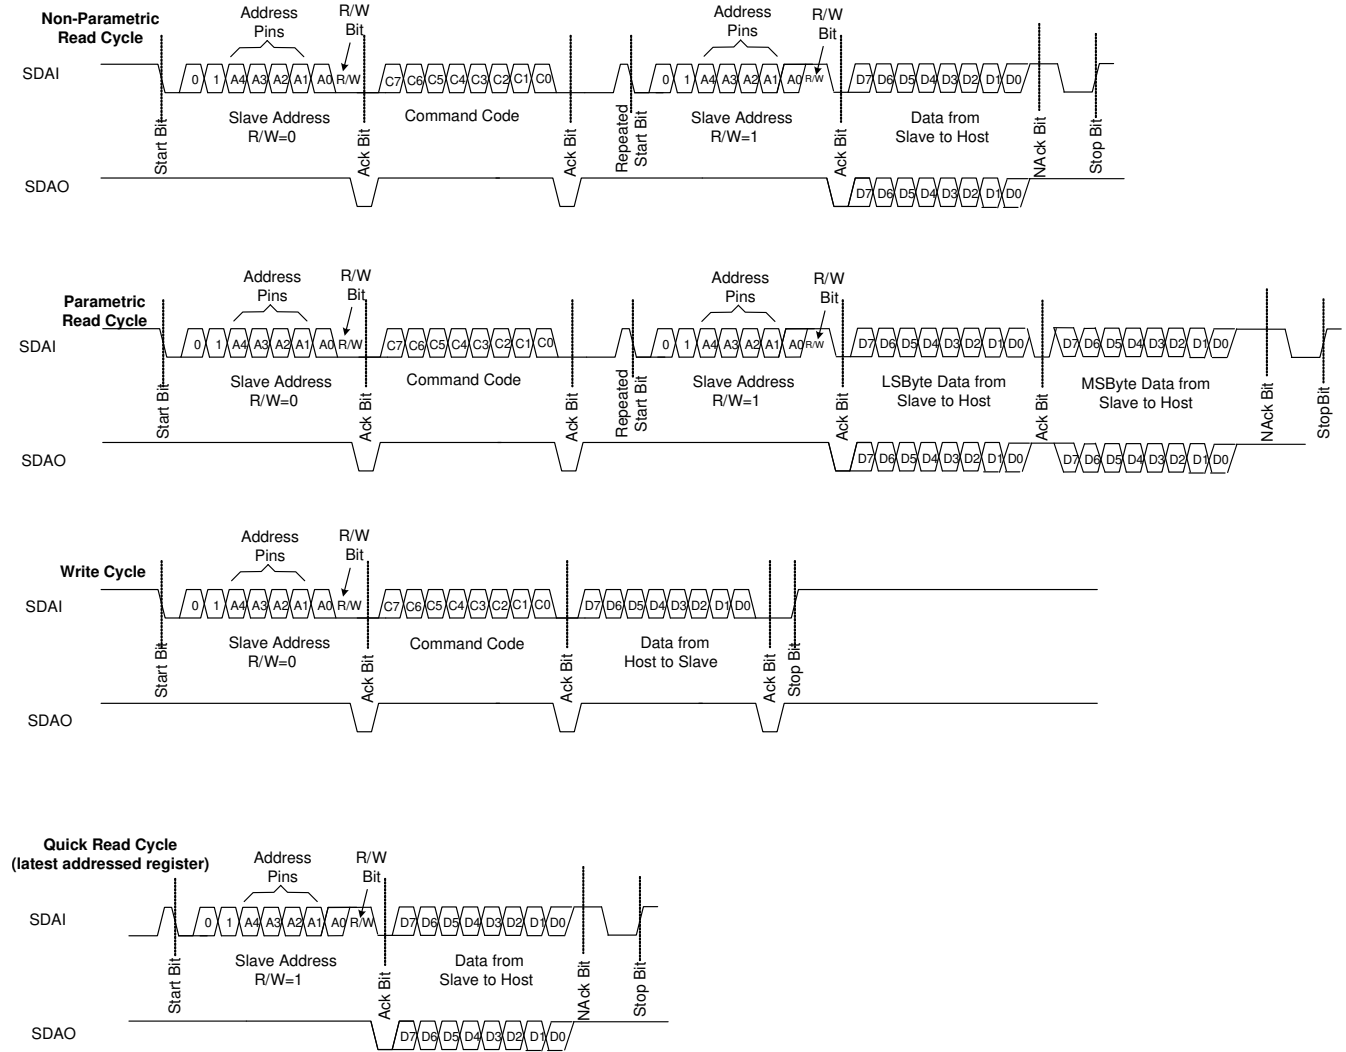 Non-Parametric
Read Cycle
Address
Pins
R/W
Bit
R/W
Bit
Address
Pins
SDAI
0 1 A4 A3 A2 A1 A0 R/W C7 C6 C5 C4 C3 C2 C1 C0 0 1 A4 A3 A2 A1 A0 R/W D7 D6 D5 D4 D3 D2 D1 D0
Start Bit
Slave Address
R/W=0
Ack Bit
Command Code
Ack Bit
Repeated
Start Bit
Slave Address
R/W=1
Ack Bit
Data from
Slave to Host
NAck Bit
Stop Bit
SDAO
D7 D6 D5 D4 D3 D2 D1 D0
Parametric
Read Cycle
Address
Pins
R/W
Bit
Address
Pins
R/W
Bit
SDAI
0 1 A4 A3 A2 A1 A0 R/W C7 C6 C5 C4 C3 C2 C1 C0 0 1 A4 A3 A2 A1 A0 R/W D7 D6 D5 D4 D3 D2 D1 D0 D7 D6 D5 D4 D3 D2 D1 D0
Start Bit
Slave Address
R/W=0
Ack Bit
Command Code
Ack Bit
Repeated
Start Bit
Slave Address
R/W=1
Ack Bit
LSByte Data from
Slave to Host
Ack Bit
MSByte Data from
Slave to Host
NAck Bit
Stop Bit
SDAO
D7 D6 D5 D4 D3 D2 D1 D0 D7 D6 D5 D4 D3 D2 D1 D0
Write Cycle
Address
Pins
R/W
Bit
SDAI
0 1 A4 A3 A2 A1 A0 R/W C7 C6 C5 C4 C3 C2 C1 C0 D7 D6 D5 D4 D3 D2 D1 D0
Start Bit
Slave Address
R/W=0
Ack Bit
Command Code
Ack Bit
Data from
Host to Slave
Ack Bit
Stop Bit
SDAO
Quick Read Cycle
(latest addressed register)
Address
Pins
R/W
Bit
SDAI
0 1 A4 A3 A2 A1 A0 R/W D7 D6 D5 D4 D3 D2 D1 D0
Start Bit
Slave Address
R/W=1
Ack Bit
Data from
Slave to Host
NAck Bit
Stop Bit
SDAO
D7 D6 D5 D4 D3 D2 D1 D0